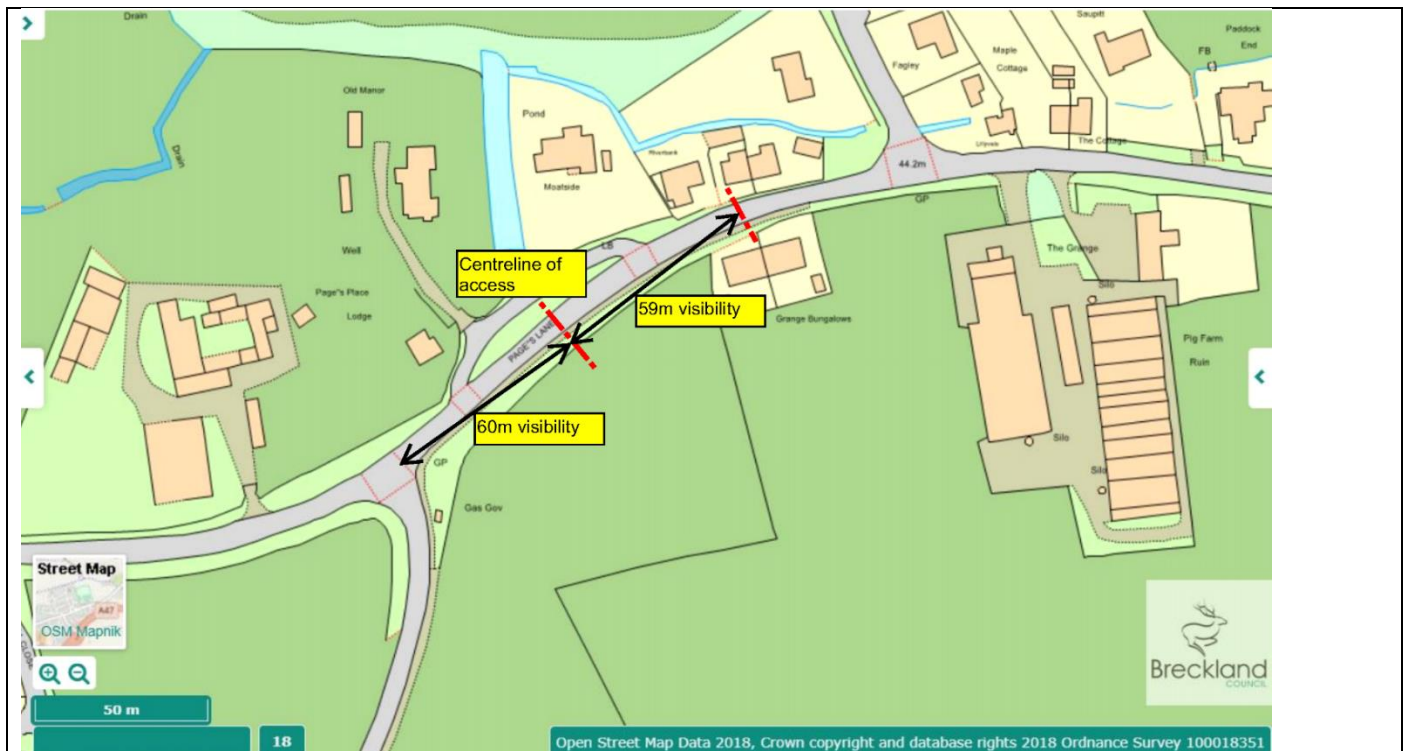 Drain
Saupitt
Paddock
End
FB
Maple
Cottage
Fagley
Old Manor
Pond
Drain
Riverbank
The Cottage
44.2m
Moatside
GP
Well
LB
The Grange
Centreline of
access
Silo
Page"s Place
Lodge
59m visibility
Grange Bungalows
PAGE"S LANE
Pig Farm
Ruin
60m visibility
Silo
GP
Silo
Gas Gov
Street Map
A47
OSM Mapnik
Breckland
COUNCIL
50 m
18
Open Street Map Data 2018, Crown copyright and database rights 2018 Ordnance Survey 100018351